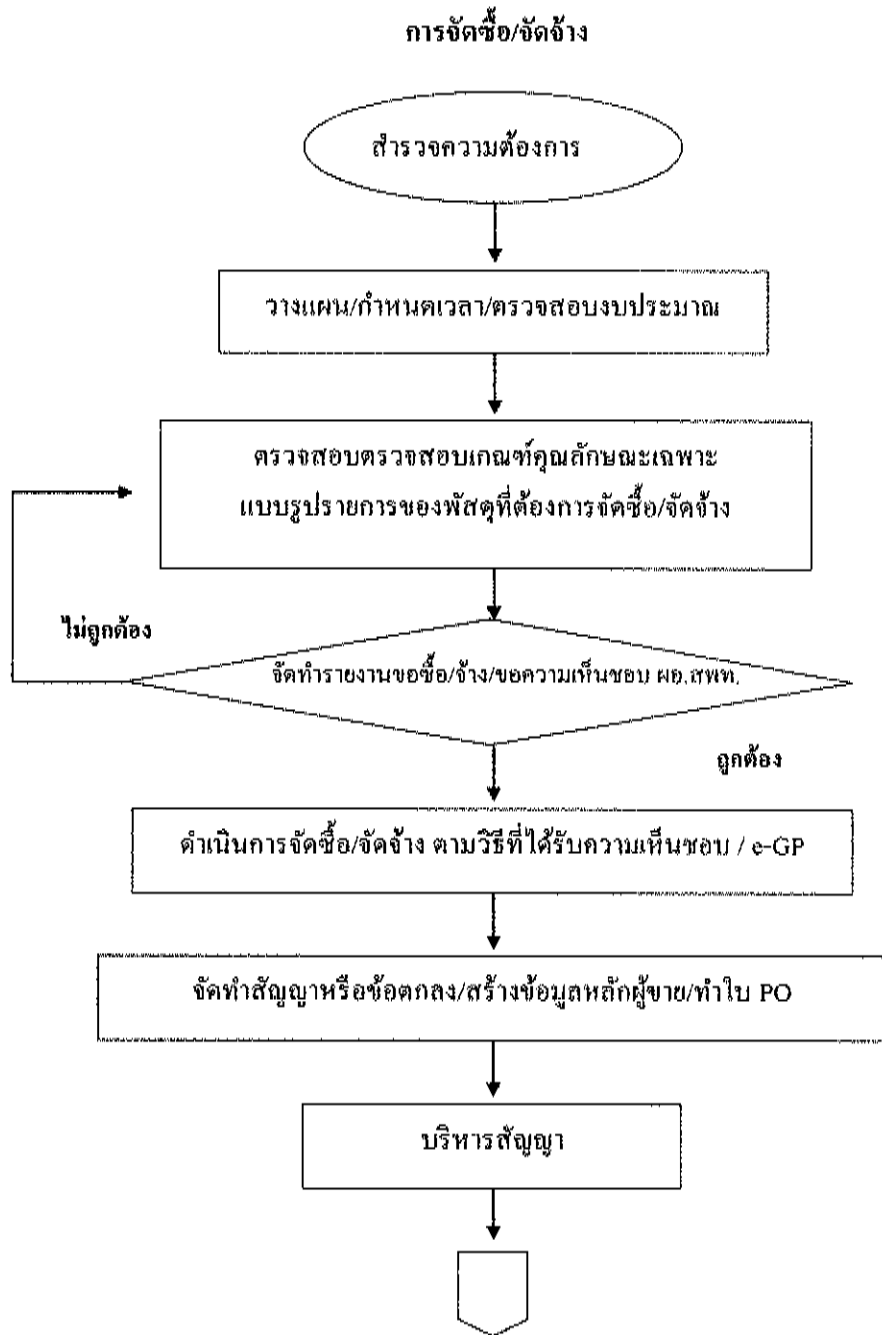 การจัดซื้อ/จัดจ้าง
สำรวจความต้องการ
วางแผน/กำหนดเวลา/ตรวจสอบงบประมาณ
ตรวจสอบตรวจสอบเกณฑ์คุณลักษณะเฉพาะ
แบบรูปรายการของพัสดุที่ต้องการจัดซื้อ/จัดจ้าง
ไม่ถูกต้อง
จัดทำรายงานขอซื้อ/จ้าง/ขอความเห็นชอบ ผอ.สพท.
ถูกต้อง
ดำเนินการจัดซื้อ/จัดจ้าง ตามวิธีที่ได้รับความเห็นชอบ / e-GP
จัดทำสัญญาหรือข้อตกลง/สร้างข้อมูลหลักผู้ขาย/ทำใบ PO
บริหารสัญญา